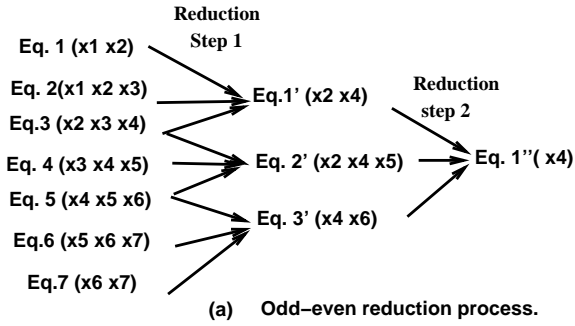 Reduction
Step 1
Eq. 1 (x1 x2)
Eq. 2(x1 x2 x3)
Eq.3 (x2 x3 x4)
Eq. 4 (x3 x4 x5)
Eq. 5 (x4 x5 x6)
Eq.6 (x5 x6 x7)
Eq.7 (x6 x7)
Eq.1' (x2 x4)
Eq. 2' (x2 x4 x5)
Eq. 3' (x4 x6)
Reduction
step 2
Eq. 1''( x4)
(a) Odd–even reduction process.